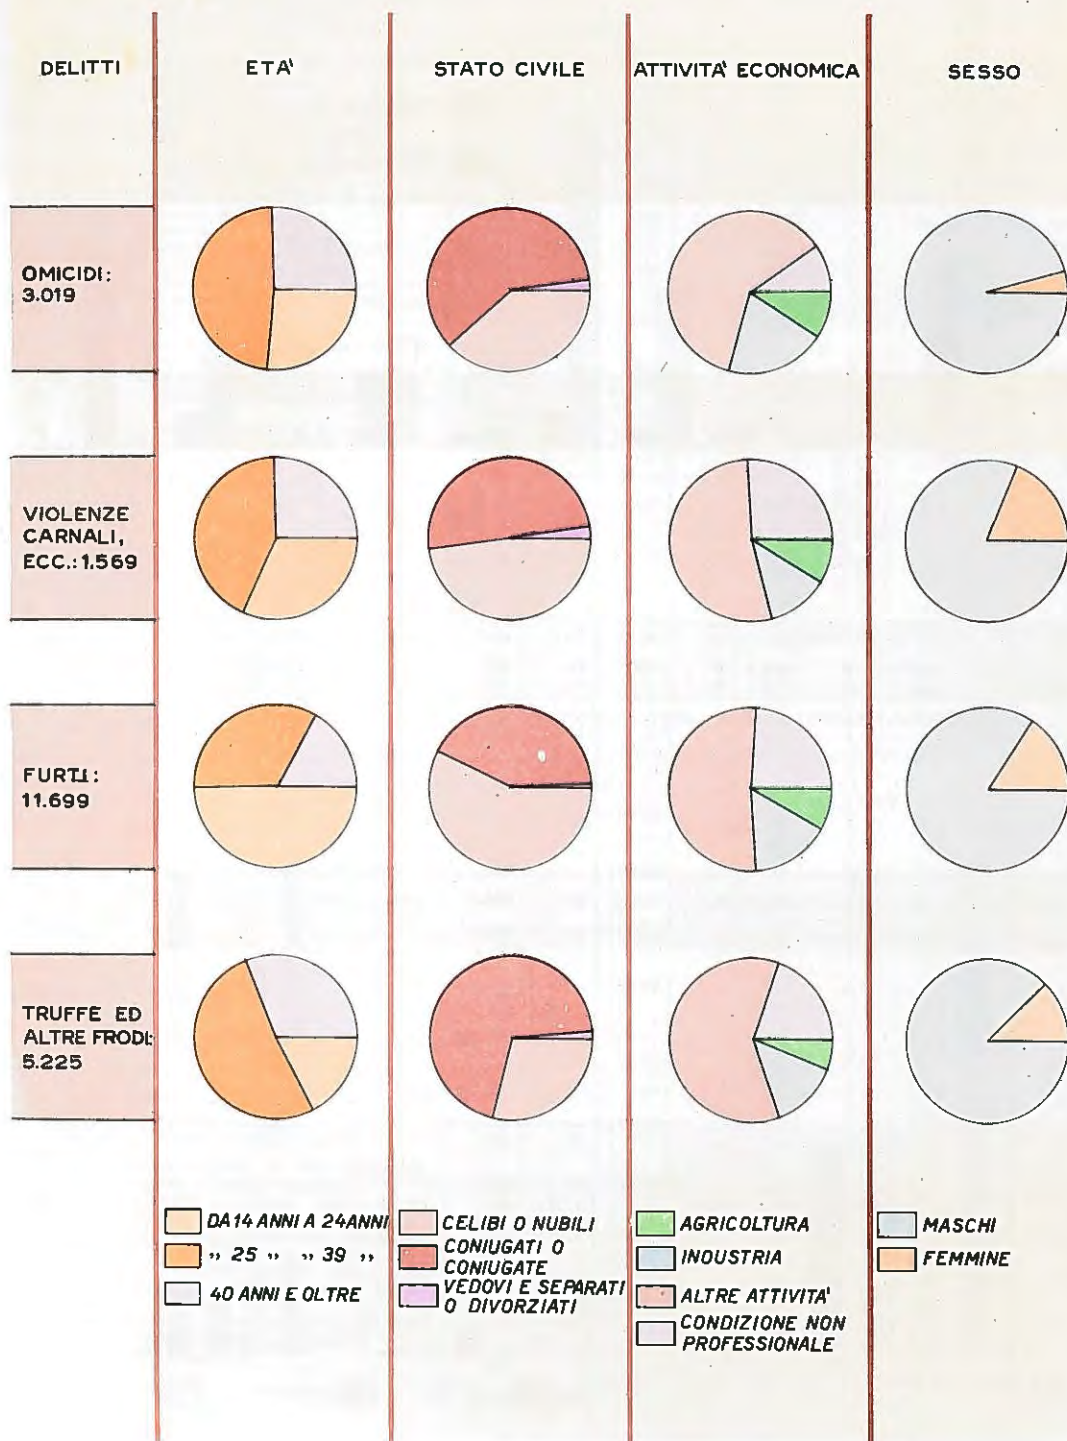 DELITTI
ETA'
STATO CIVILE
ATTIVITA' ECONOMICA
SESSO
OMICIDI:
3.019
VIOLENZE
CARNALI,
ECC.: 1.569
FURTI:
11.699
TRUFFE ED
ALTRE FRODI:
5.225
DA 14 ANNI A 24 ANNI
,, 25 ,, ,, 39 ,,
40 ANNI E OLTRE
CELIBI O NUBILI
CONIUGATI O
CONIUGATE
VEDOVI E SEPARATI
O DIVORZIATI
AGRICOLTURA
INDUSTRIA
ALTRE ATTIVITA'
CONDIZIONE NON
PROFESSIONALE
MASCHI
FEMMINE